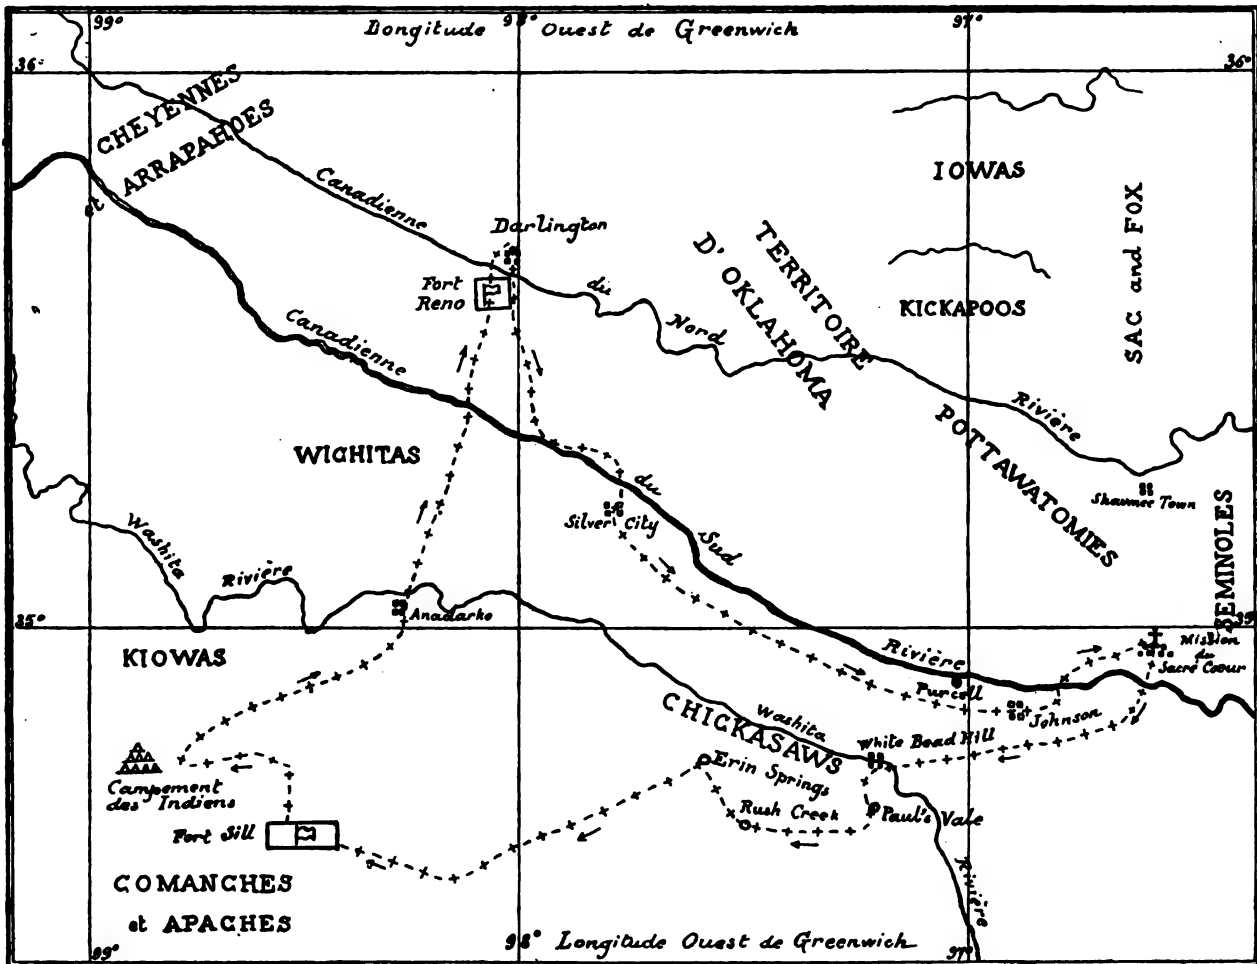 99° 98° 97°
Longitude Ouest de Greenwich
36° 36°
CHEYENNES
et ARRAPAHOES
IOWAS
SAC and FOX
Canadienne
Darlington
TERRITOIRE
D'OKLAHOMA
Fort
Reno
du
Nord
KICKAPOOS
Canadienne
Rivière
POTTAWATOMIES
WICHITAS
du
Sud
Shawnee Town
Silver City
SEMINOLES
Washita
Rivière
Anadarko
35° 35°
KIOWAS
Rivière
Mission
du
Sacré Coeur
Purcell
Johnson
CHICKASAWS
Washita
White Bead Hill
Erin Springs
Campement
des Indiens
Rush Creek
Paul's Vale
Fort Sill
Rivière
COMANCHES
et APACHES
99° 98° Longitude Ouest de Greenwich 97°